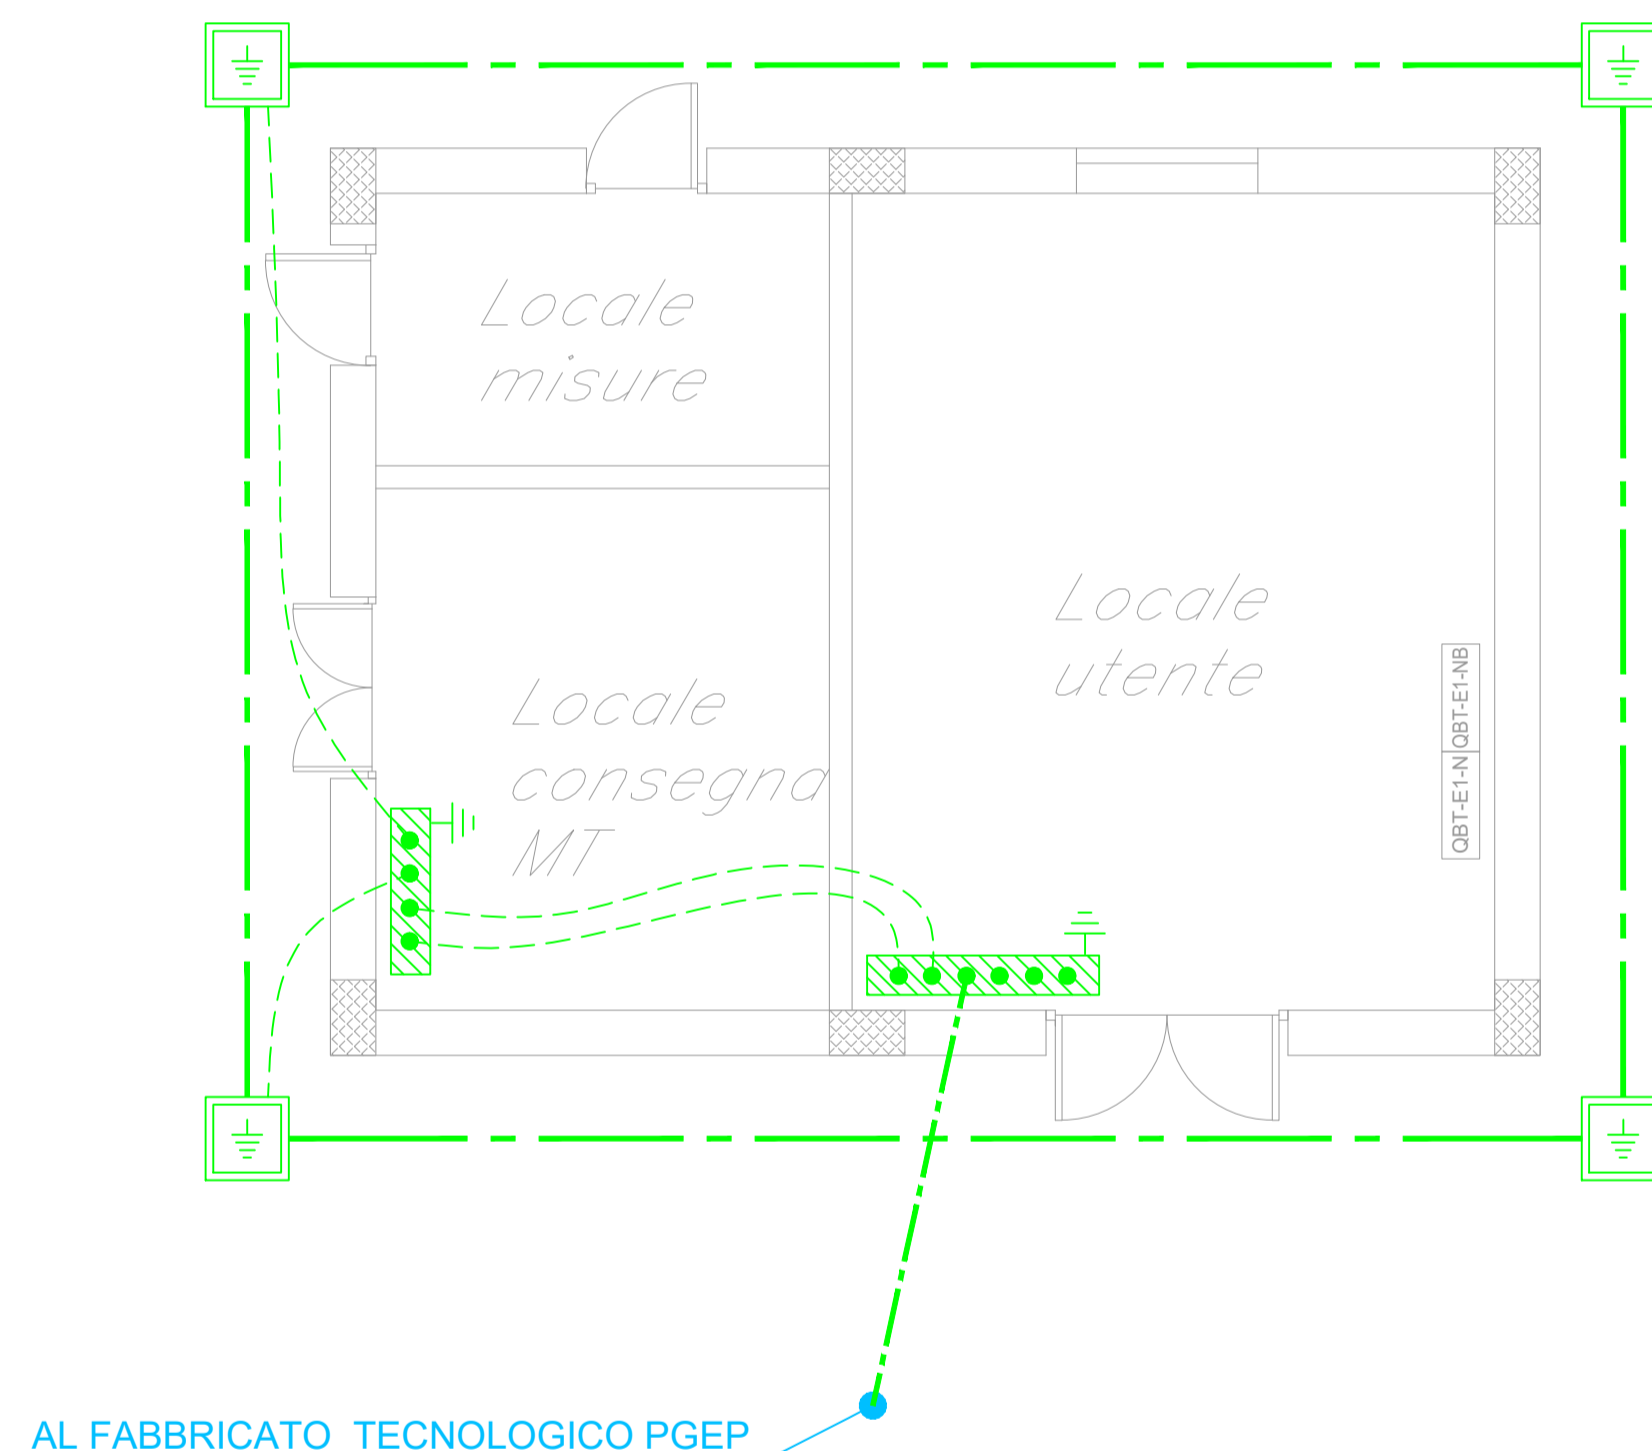 Locale
misure
Locale
utente
Locale
consegna
MT
QBT-E1-N
QBT-E1-NB
AL FABBRICATO TECNOLOGICO PGEP